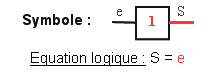 e S
Symbole : 1
Equation logique : S = e